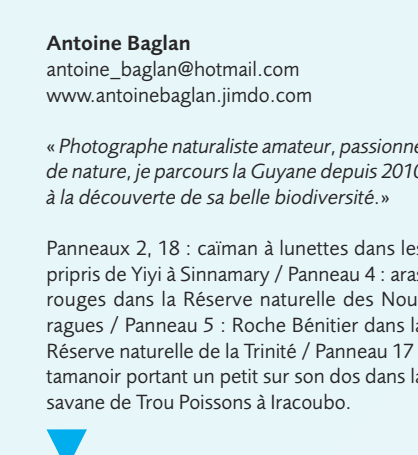 Antoine Baglan
antoine_baglan@hotmail.com
www.antoinebaglan.jimdo.com
« Photographe naturaliste amateur, passionné
de nature, je parcours la Guyane depuis 2010
à la découverte de sa belle biodiversité. »
Panneaux 2, 18 : caïman à lunettes dans les
pripris de Yiyi à Sinnamary / Panneau 4 : aras
rouges dans la Réserve naturelle des Nou
ragues / Panneau 5 : Roche Bénitier dans la
Réserve naturelle de la Trinité / Panneau 17
tamanoir portant un petit sur son dos dans la
savane de Trou Poissons à Iracoubo.